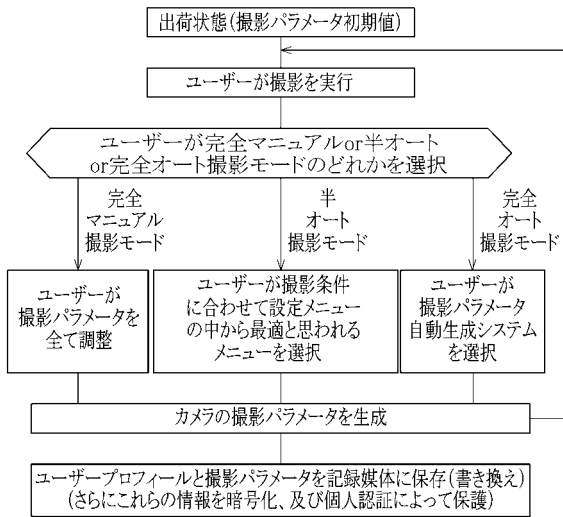 出荷状態(撮影パラメータ初期値)
ユーザーが撮影を実行
ユーザーが完全マニュアルor半オート
or完全オート撮影モードのどれかを選択
完全
マニュアル
撮影モード
半
オート
撮影モード
完全
オート
撮影モード
ユーザーが
撮影パラメータを
全て調整
ユーザーが撮影条件
に合わせて設定メニュー
の中から最適と思われる
メニューを選択
ユーザーが
撮影パラメータ
自動生成システム
を選択
カメラの撮影パラメータを生成
ユーザープロフィールと撮影パラメータを記録媒体に保存(書き換え)
(さらにこれらの情報を暗号化、及び個人認証によって保護)